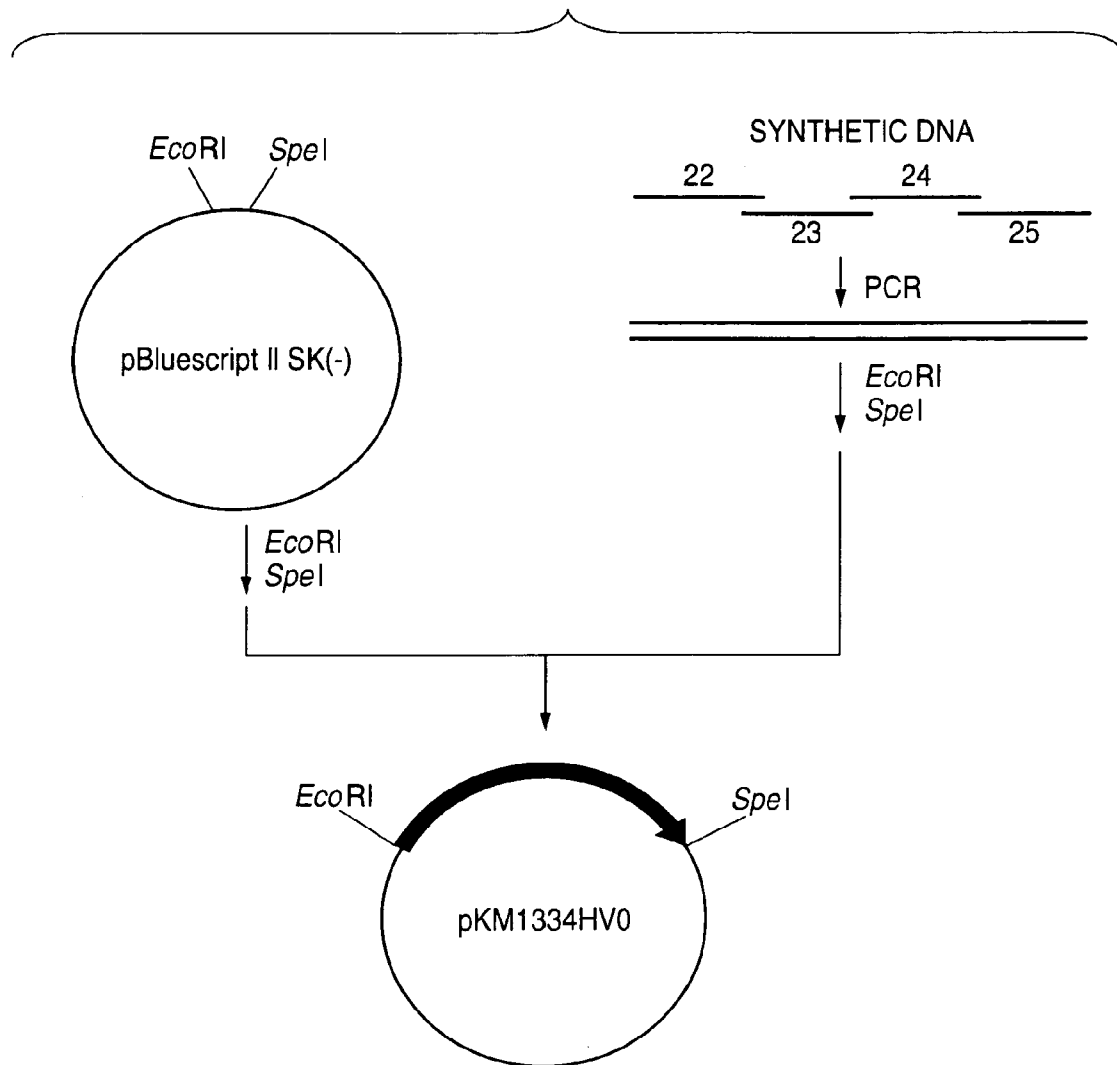 EcoRI
SpeI
pBluescript II SK(-)
EcoRI
SpeI
SYNTHETIC DNA
22
24
23
25
PCR
EcoRI
SpeI
EcoRI
SpeI
pKM1334HV0